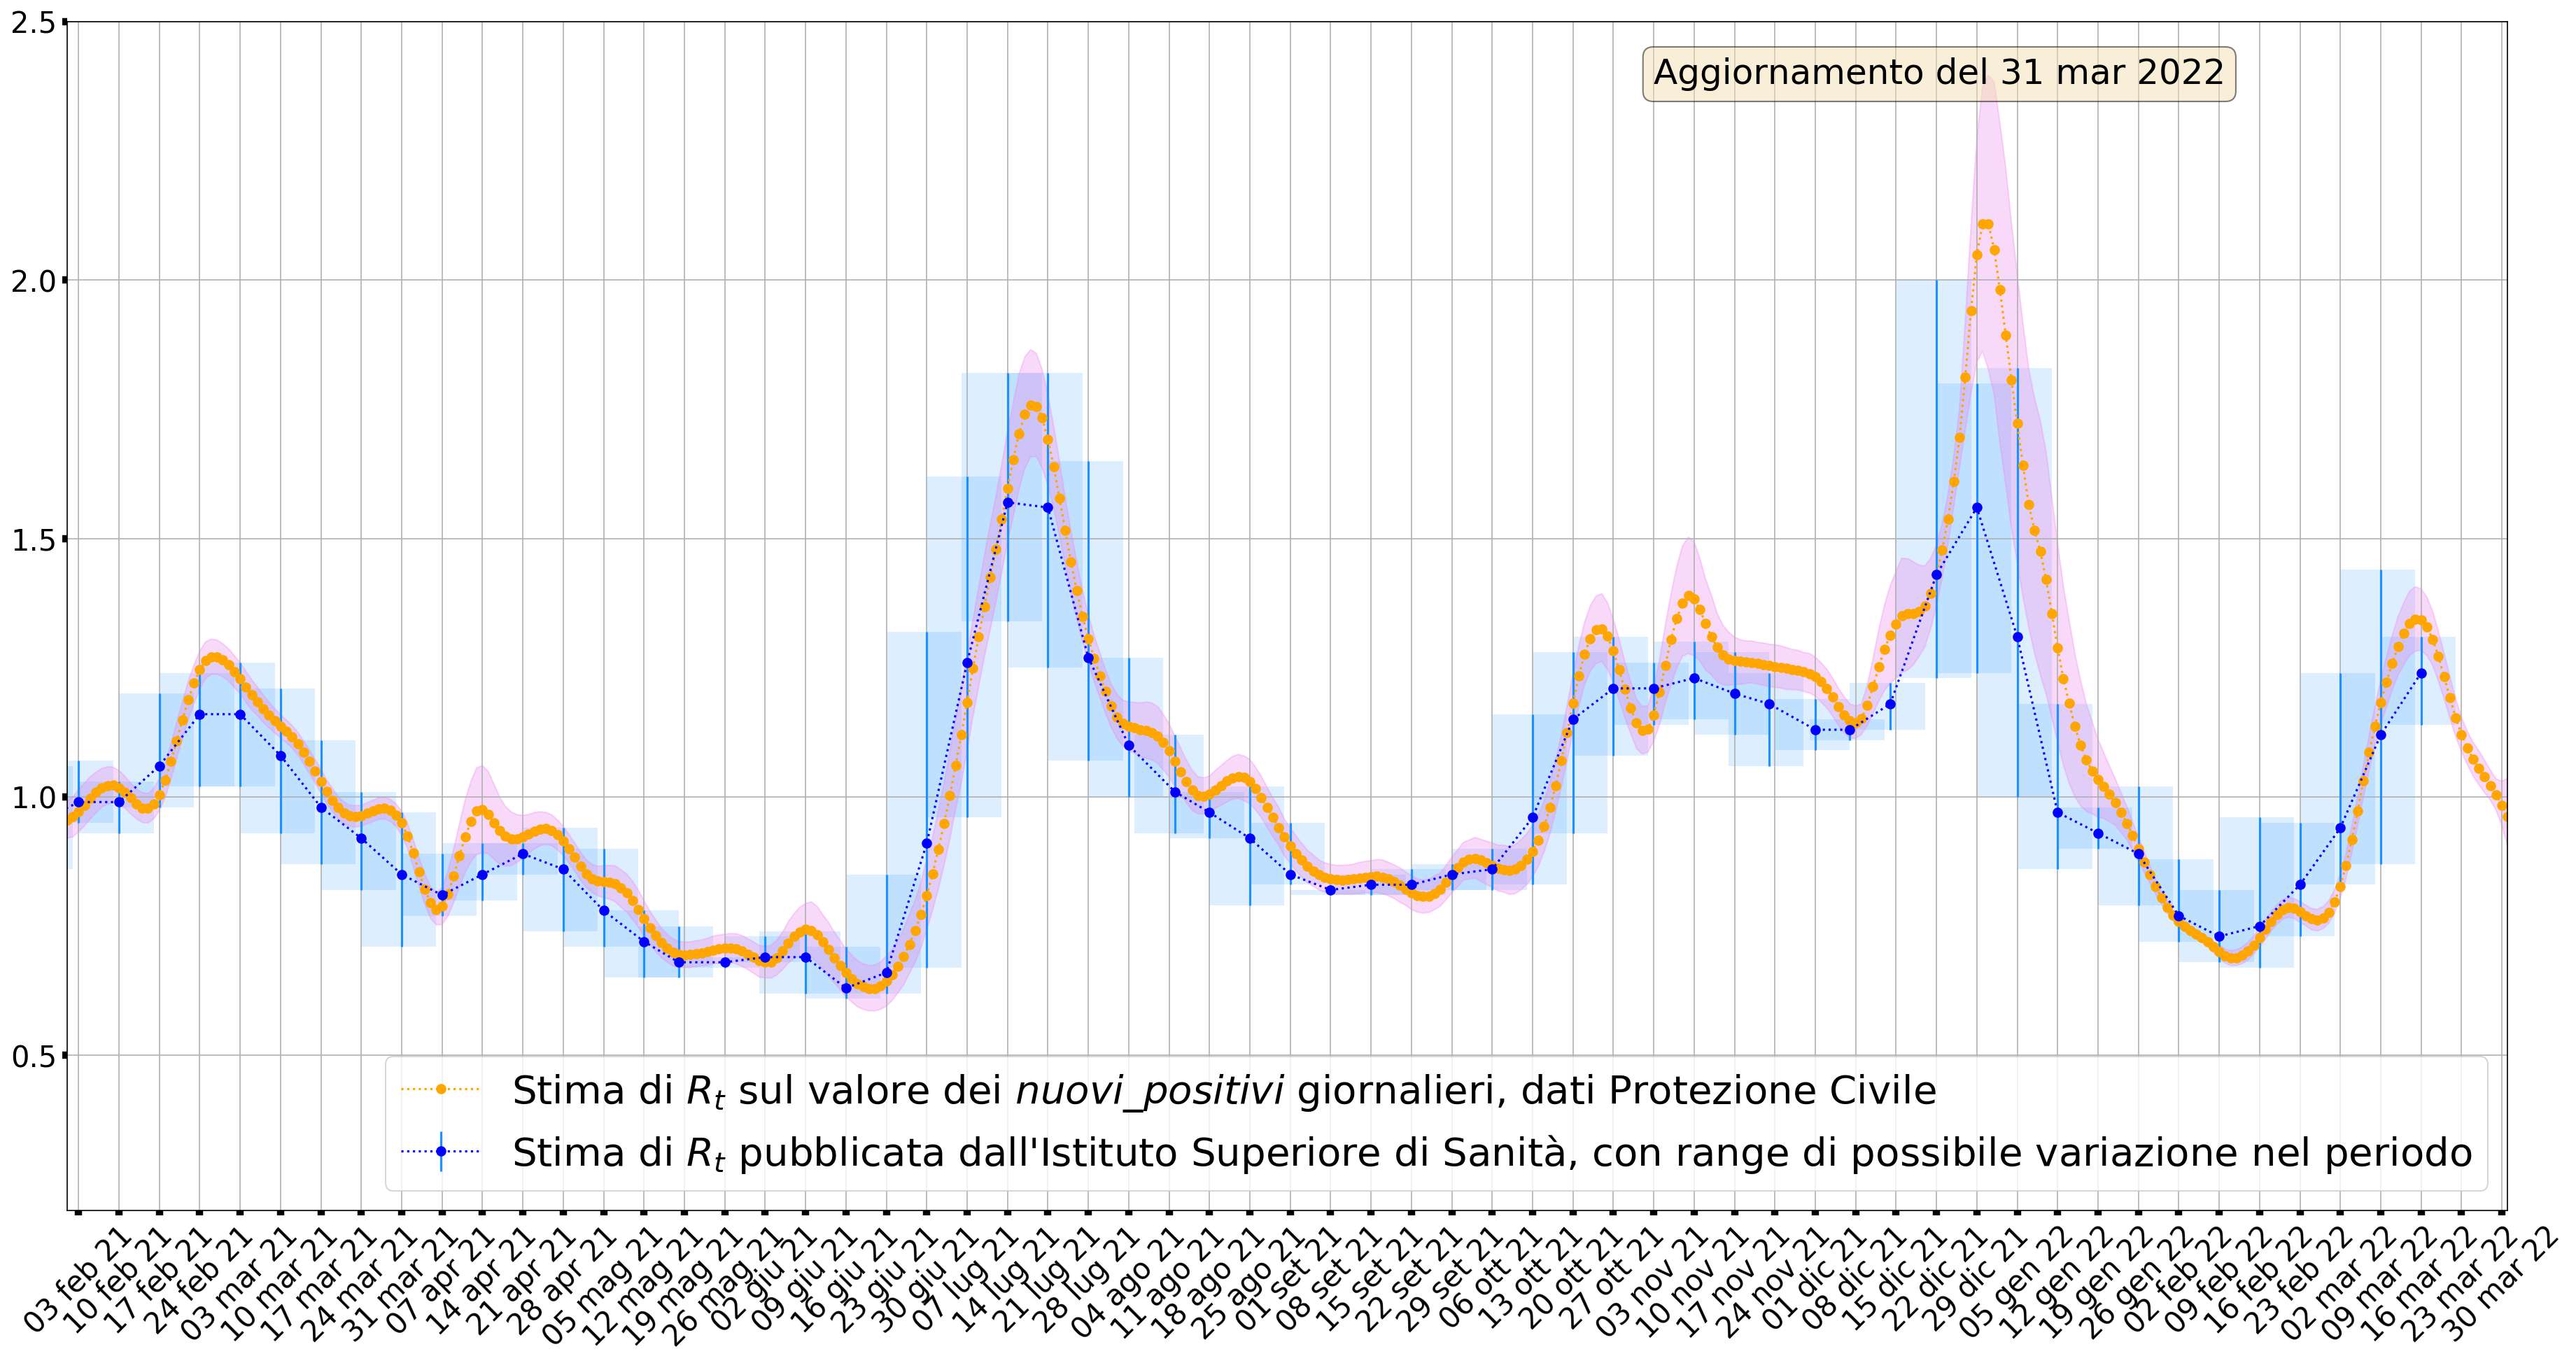 2.5
Aggiornamento del 31 mar 2022
2.0
1.5
1.0
0.5
Stima di Rt sul valore dei nuovi_positivi giornalieri, dati Protezione Civile
Stima di Rt pubblicata dall'Istituto Superiore di Sanità, con range di possibile variazione nel periodo
03 feb 21
10 feb 21
17 feb 21
24 feb 21
03 mar 21
10 mar 21
17 mar 21
24 mar 21
31 mar 21
07 apr 21
14 apr 21
21 apr 21
28 apr 21
05 mag 21
12 mag 21
19 mag 21
26 mag 21
02 giu 21
09 giu 21
16 giu 21
23 giu 21
30 giu 21
07 lug 21
14 lug 21
21 lug 21
28 lug 21
04 ago 21
11 ago 21
18 ago 21
25 ago 21
01 set 21
08 set 21
15 set 21
22 set 21
29 set 21
06 ott 21
13 ott 21
20 ott 21
27 ott 21
03 nov 21
10 nov 21
17 nov 21
24 nov 21
01 dic 21
08 dic 21
15 dic 21
22 dic 21
29 dic 21
05 gen 22
12 gen 22
19 gen 22
26 gen 22
02 feb 22
09 feb 22
16 feb 22
23 feb 22
02 mar 22
09 mar 22
16 mar 22
23 mar 22
30 mar 22